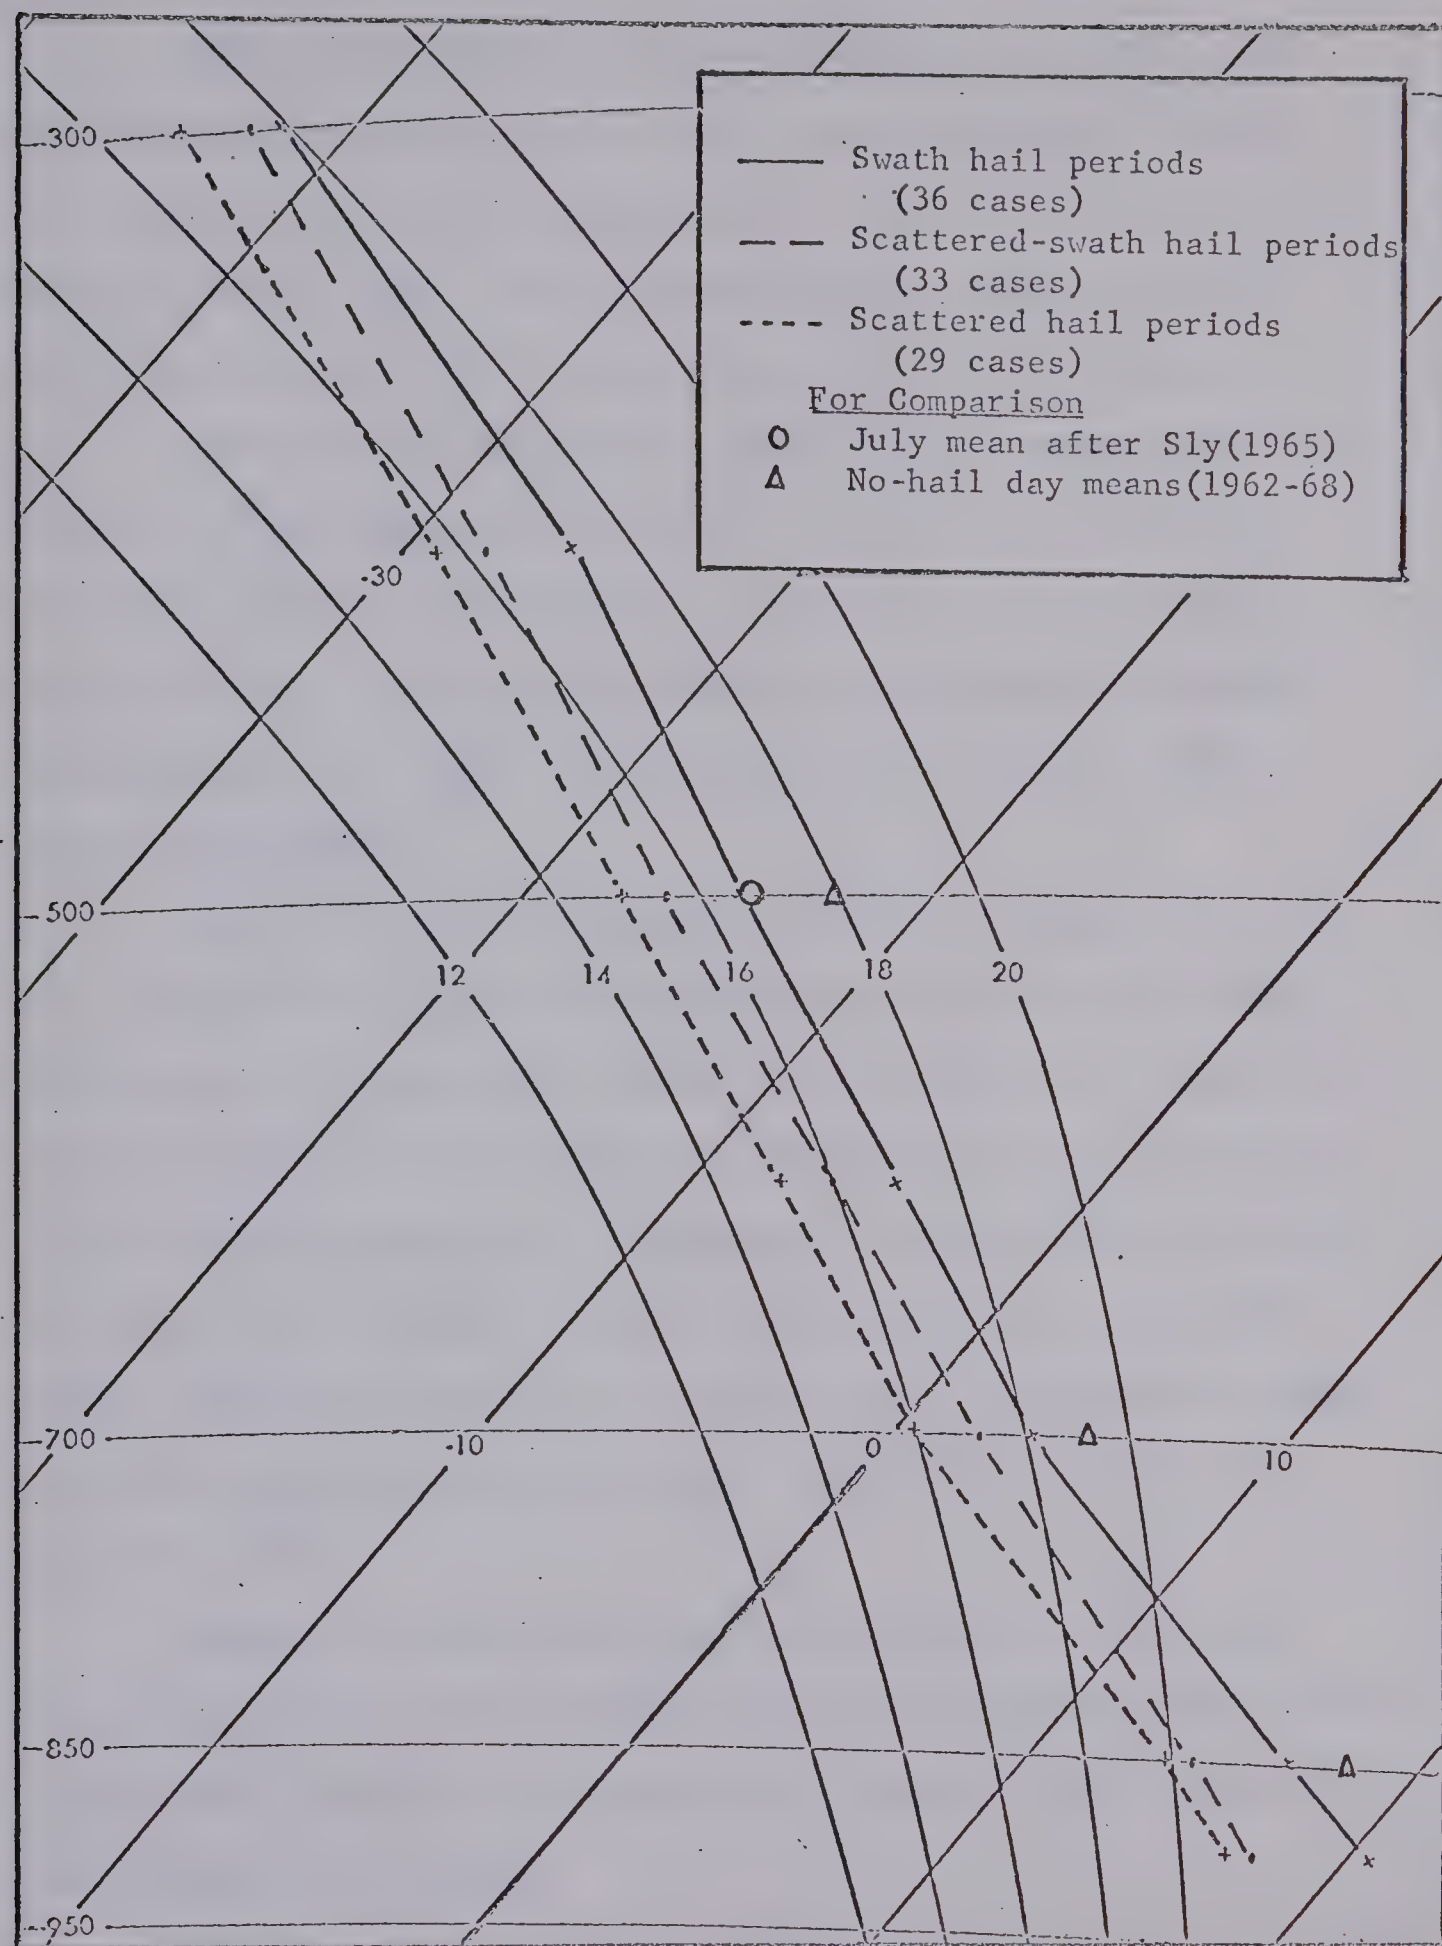 300
Swath hail periods
(36 cases)
Scattered-swath hail periods
(33 cases)
Scattered hail periods
(29 cases)
For Comparison
O July mean after Sly(1965)
Δ No-hail day means(1962-68)
-30
500
12 14 16 18 20
700
-10 0 10
850
950